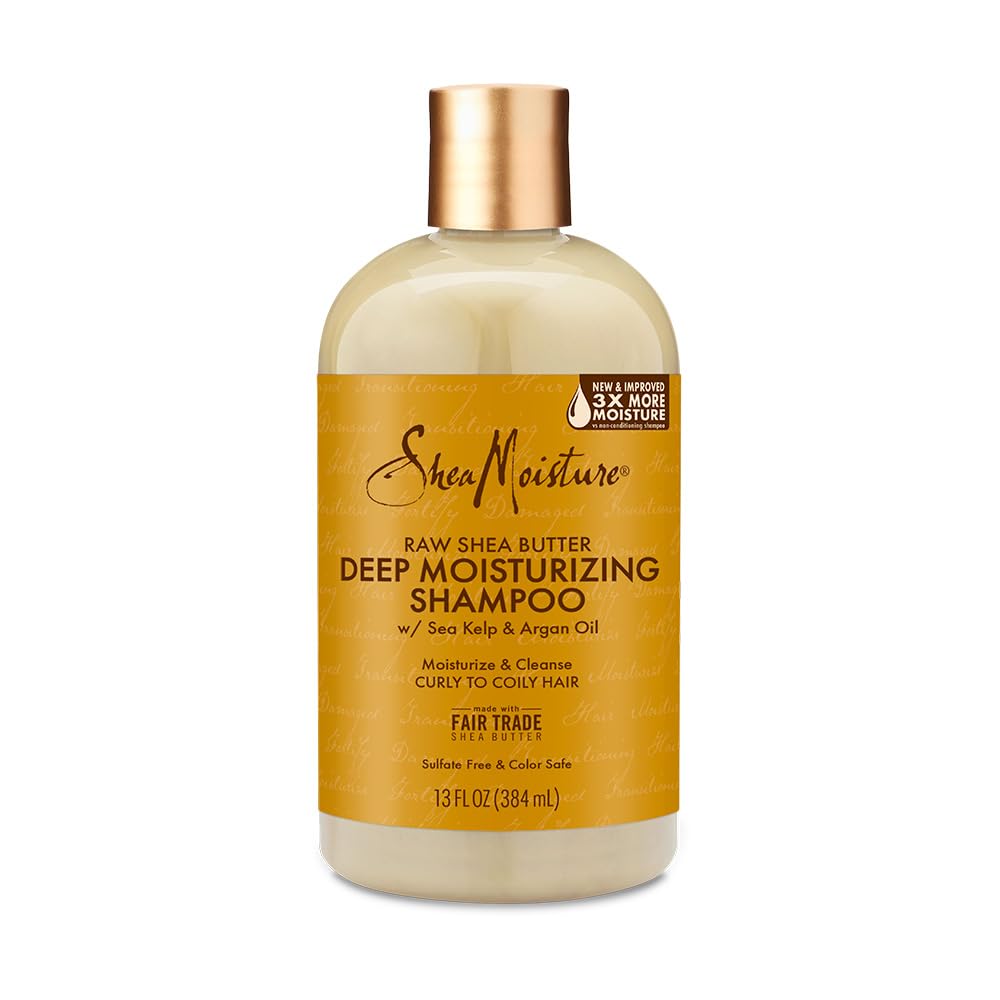 NEW & IMPROVED
3X MORE
MOISTURE
vs non-conditioning shampoo
SheaMoisture®
RAW SHEA BUTTER
DEEP MOISTURIZING
SHAMPOO
w/ Sea Kelp & Argan Oil
Moisturize & Cleanse
CURLY TO COILY HAIR
made with
FAIR TRADE
SHEA BUTTER
Sulfate Free & Color Safe
13 FL OZ (384 mL)